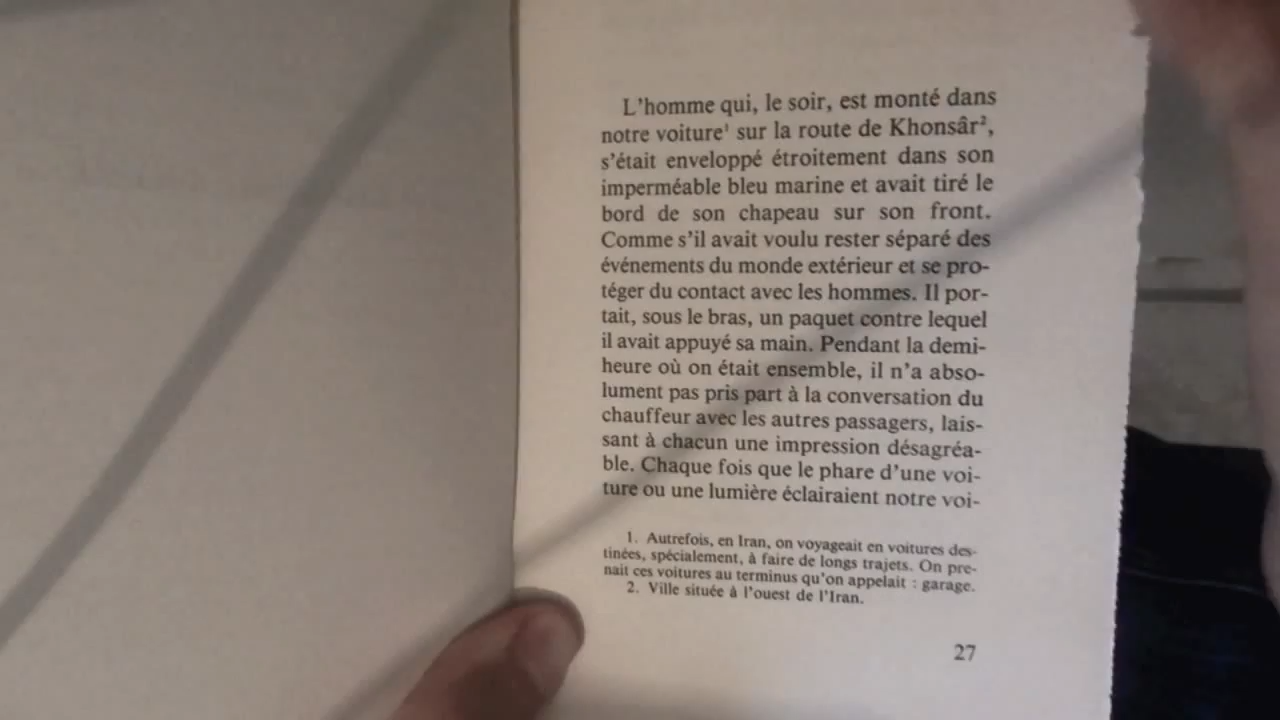 L'homme qui, le soir, est monté dans
notre voiture¹ sur la route de Khonsâr²,
s'était enveloppé étroitement dans son
imperméable bleu marine et avait tiré le
bord de son chapeau sur son front.
Comme s'il avait voulu rester séparé des
événements du monde extérieur et se pro-
téger du contact avec les hommes. Il por-
tait, sous le bras, un paquet contre lequel
il avait appuyé sa main. Pendant la demi-
heure où on était ensemble, il n'a abso-
lument pas pris part à la conversation du
chauffeur avec les autres passagers, lais-
sant à chacun une impression désagréa-
ble. Chaque fois que le phare d'une voi-
ture ou une lumière éclairaient notre voi-
1. Autrefois, en Iran, on voyageait en voitures des-
tinées, spécialement, à faire de longs trajets. On pre-
nait ces voitures au terminus qu'on appelait : garage.
2. Ville située à l'ouest de l'Iran.
27